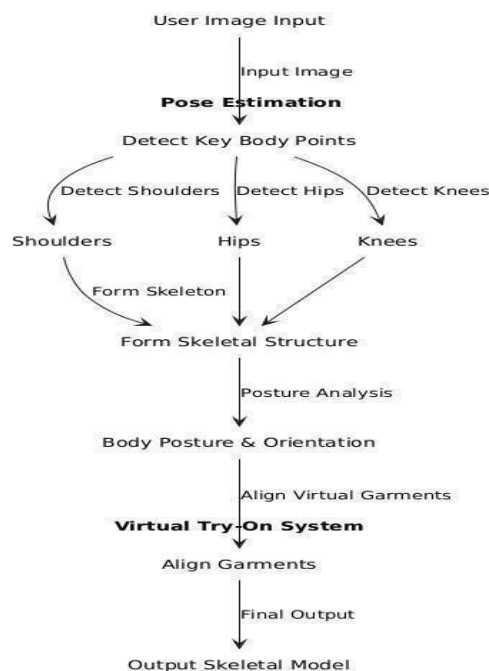 User Image Input
Input Image
Pose Estimation
Detect Key Body Points
Detect Shoulders
Detect Hips
Detect Knees
Shoulders
Hips
Knees
Form Skeleton
Form Skeletal Structure
Posture Analysis
Body Posture & Orientation
Align Virtual Garments
Virtual Try-On System
Align Garments
Final Output
Output Skeletal Model